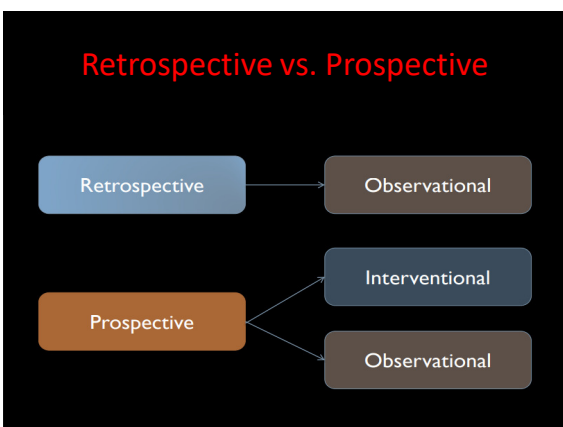 Retrospective vs. Prospective
Retrospective
Observational
Interventional
Prospective
Observational